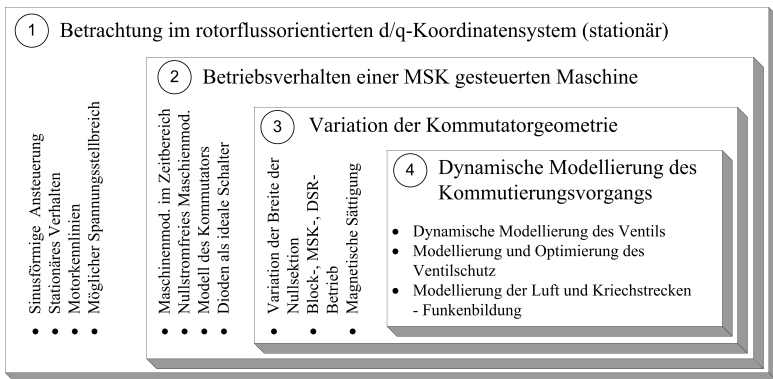 1 Betrachtung im rotorflussorientierten d/q-Koordinatensystem (stationär)
• Sinusförmige Ansteuerung
• Stationäres Verhalten
• Motorkennlinien
• Möglicher Spannungsstellbreich
2 Betriebsverhalten einer MSK gesteuerten Maschine
• Maschinenmod. im Zeitbereich
• Nullstromfreies Maschienmod.
• Modell des Kommutators
• Dioden als ideale Schalter
3 Variation der Kommutatorgeometrie
• Variation der Breite der
Nullsektion
• Block-, MSK-, DSR-
Betrieb
• Magnetische Sättigung
4 Dynamische Modellierung des
Kommutierungsvorgangs
• Dynamische Modellierung des Ventils
• Modellierung und Optimierung des
Ventilschutz
• Modellierung der Luft und Kriechstrecken
- Funkenbildung